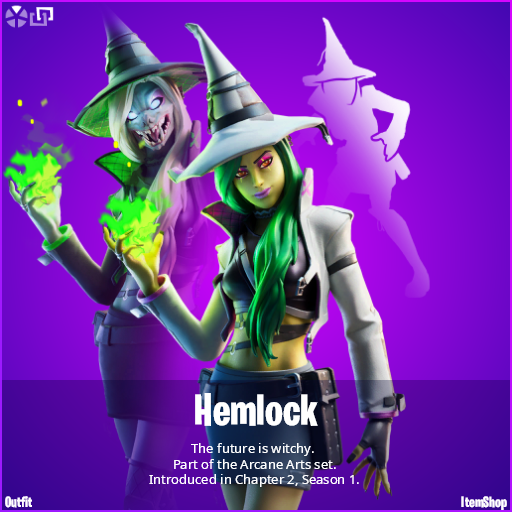 Hemlock
The future is witchy.
Part of the Arcane Arts set.
Introduced in Chapter 2, Season 1.
Outfit
ItemShop